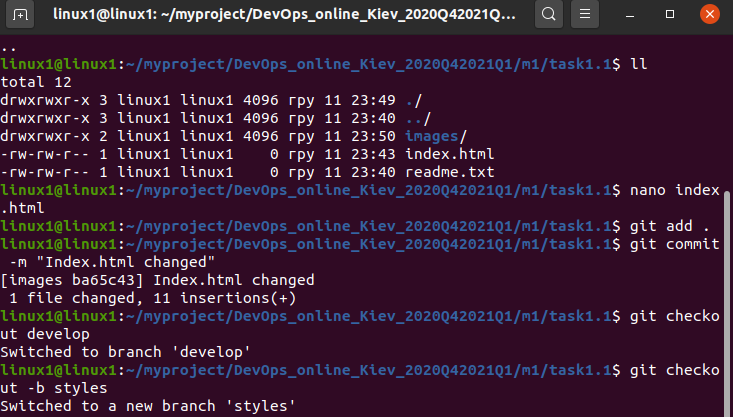 linux1@linux1: ~/myproject/DevOps_online_Kiev_2020Q42021Q...
..
linux1@linux1:~/myproject/DevOps_online_Kiev_2020Q42021Q1/m1/task1.1$ ll
total 12
drwxrwxr-x 3 linux1 linux1 4096 гру 11 23:49 ./
drwxrwxr-x 3 linux1 linux1 4096 гру 11 23:40 ../
drwxrwxr-x 2 linux1 linux1 4096 гру 11 23:50 images/
-rw-rw-r-- 1 linux1 linux1    0 гру 11 23:43 index.html
-rw-rw-r-- 1 linux1 linux1    0 гру 11 23:40 readme.txt
linux1@linux1:~/myproject/DevOps_online_Kiev_2020Q42021Q1/m1/task1.1$ nano index
.html
linux1@linux1:~/myproject/DevOps_online_Kiev_2020Q42021Q1/m1/task1.1$ git add .
linux1@linux1:~/myproject/DevOps_online_Kiev_2020Q42021Q1/m1/task1.1$ git commit
 -m "Index.html changed"
[images ba65c43] Index.html changed
 1 file changed, 11 insertions(+)
linux1@linux1:~/myproject/DevOps_online_Kiev_2020Q42021Q1/m1/task1.1$ git checko
ut develop
Switched to branch 'develop'
linux1@linux1:~/myproject/DevOps_online_Kiev_2020Q42021Q1/m1/task1.1$ git checko
ut -b styles
Switched to a new branch 'styles'